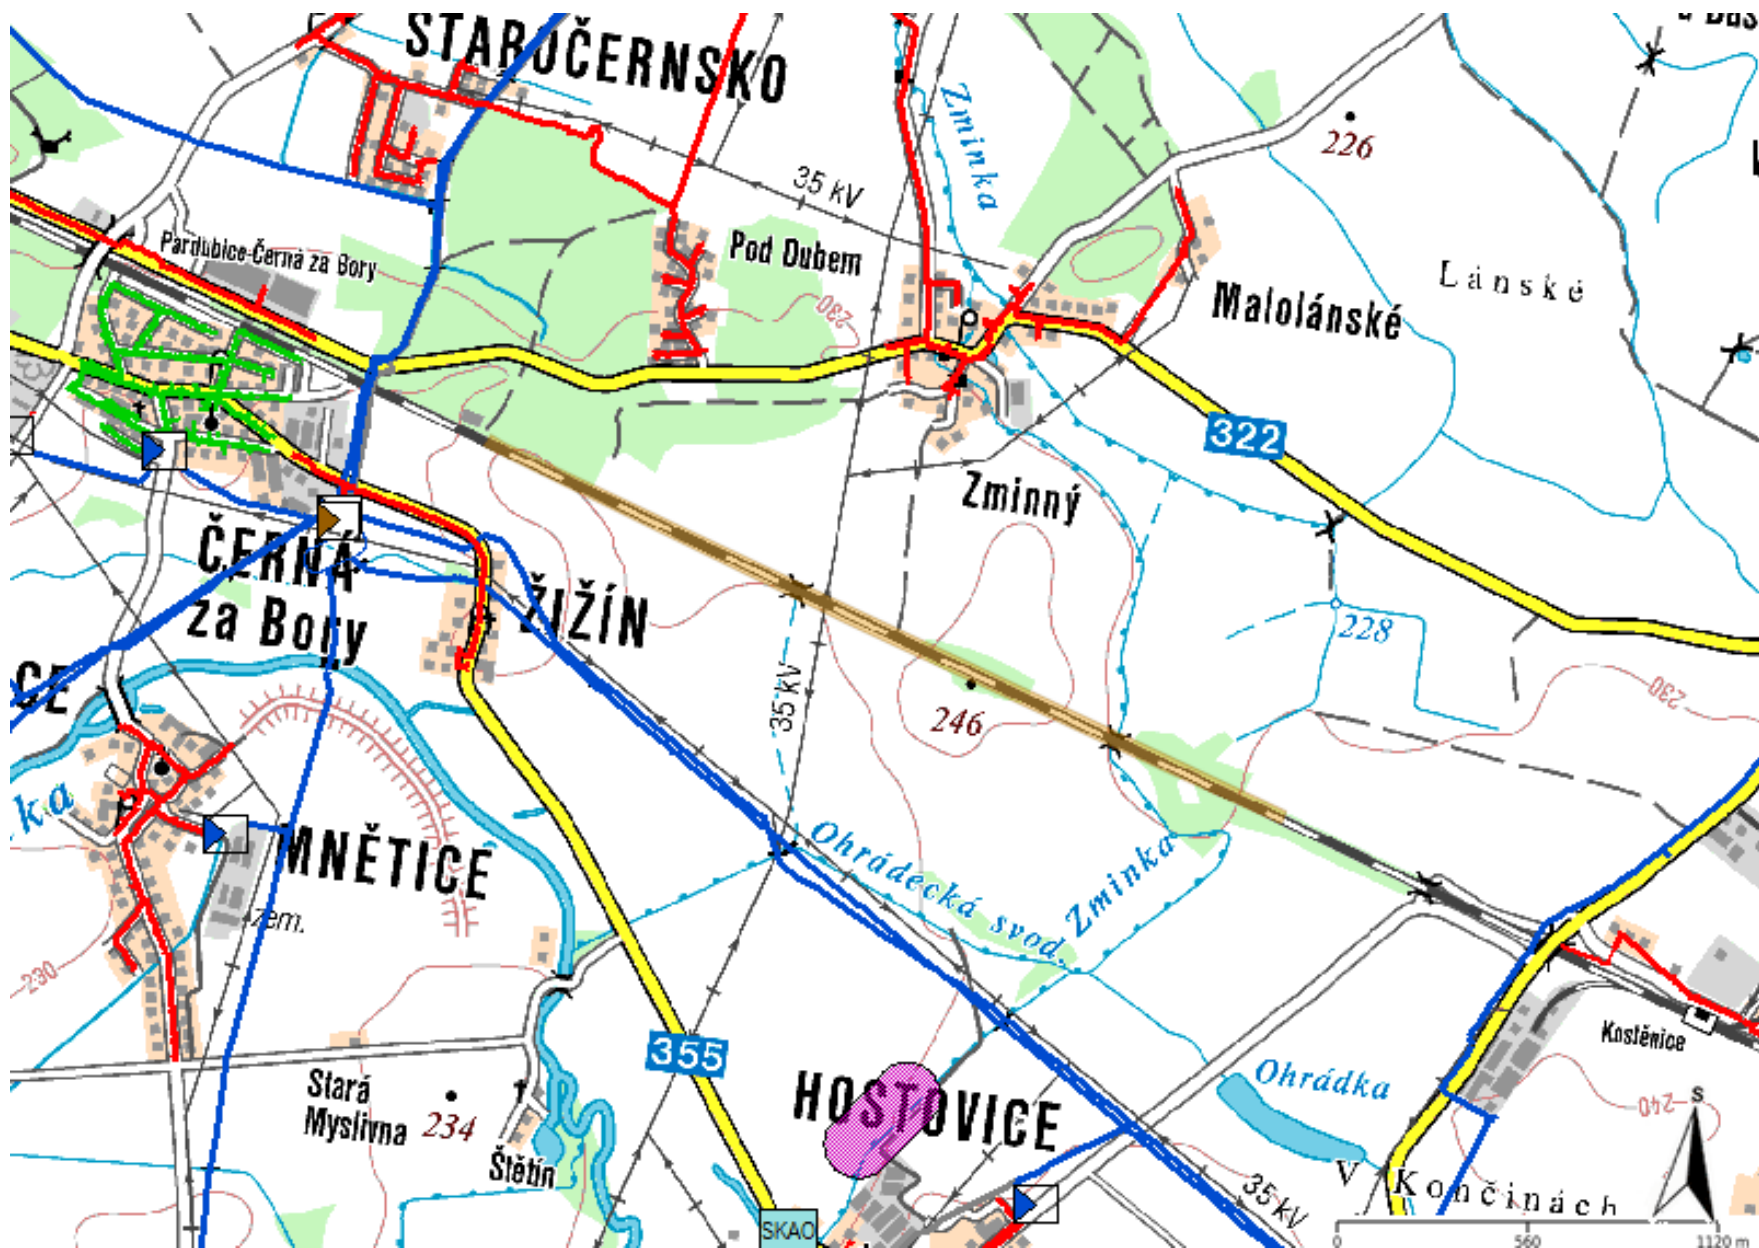 STAROČERNSKO
Zminka
226
35 kV
Pod Dubem
Pardubice-Černá za Bory
Lánské
Malolánské
230
322
Zminný
ČERNÁ
za Bory
ŽIŽÍN
228
230
35 kV
246
CE
ka
MNĚTICE
zem.
Ohrádecká svod.
Zminka
230
355
Kostěnice
Stará
Myslivna
234
Štětín
HOSTOVICE
Ohrádka
240
S
V Končinách
35 kV
SKAO
0 560 1120 m